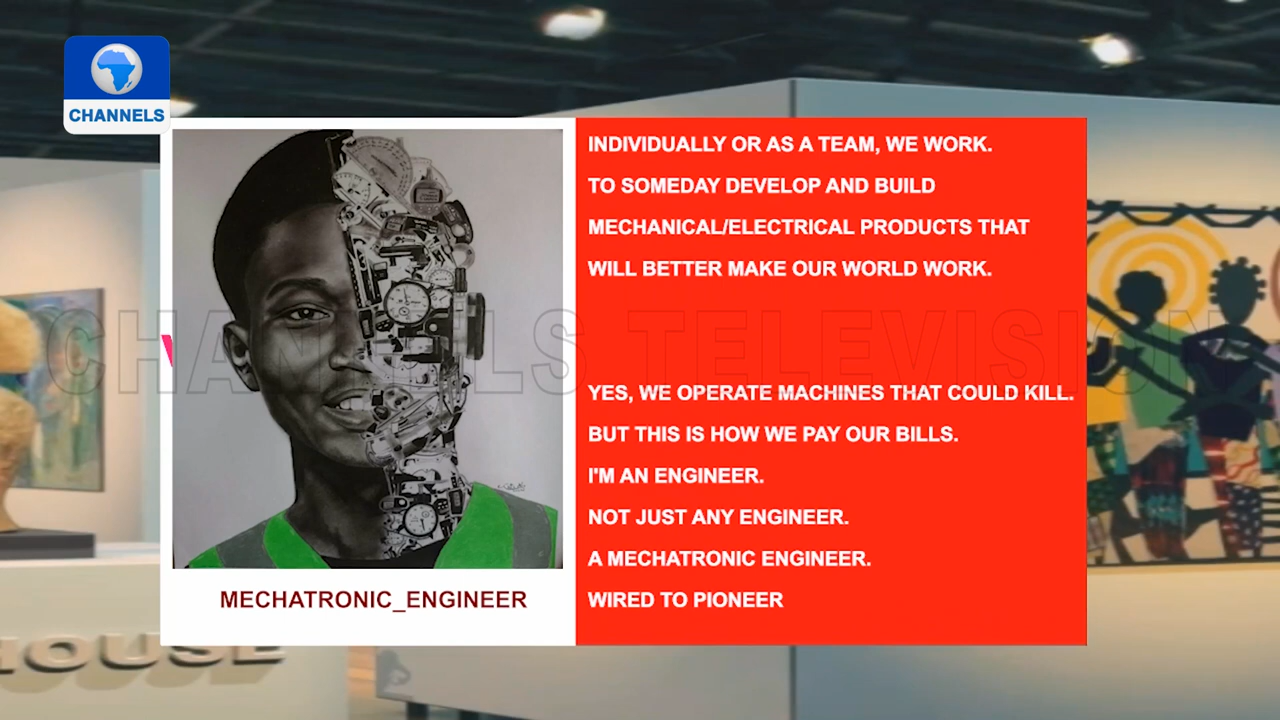 CHANNELS
INDIVIDUALLY OR AS A TEAM, WE WORK.
TO SOMEDAY DEVELOP AND BUILD
MECHANICAL/ELECTRICAL PRODUCTS THAT
WILL BETTER MAKE OUR WORLD WORK.
CHANNELS TELEVISION
YES, WE OPERATE MACHINES THAT COULD KILL.
BUT THIS IS HOW WE PAY OUR BILLS.
I'M AN ENGINEER.
NOT JUST ANY ENGINEER.
A MECHATRONIC ENGINEER.
WIRED TO PIONEER
MECHATRONIC_ENGINEER
HOUSE